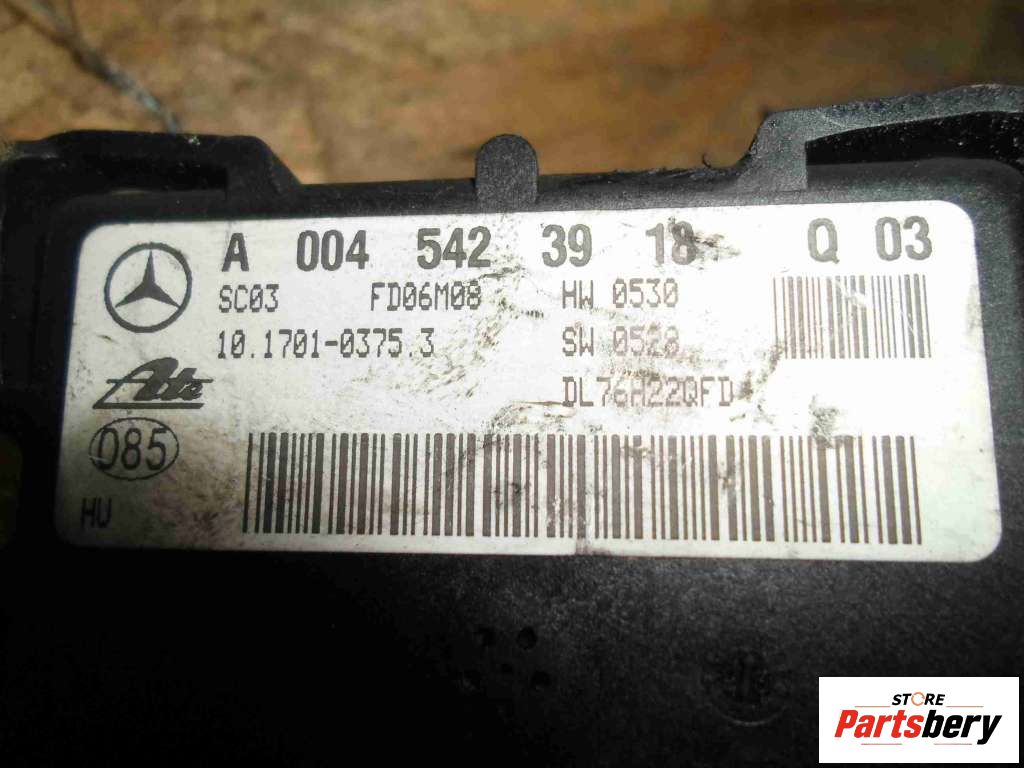 A 004 542 39 18 Q 03
SC03 FD06M08 HW 0530
10.1701-0375.3 SW 0528
Ate DL76H22QFD
085
HW
STORE
Partsbery